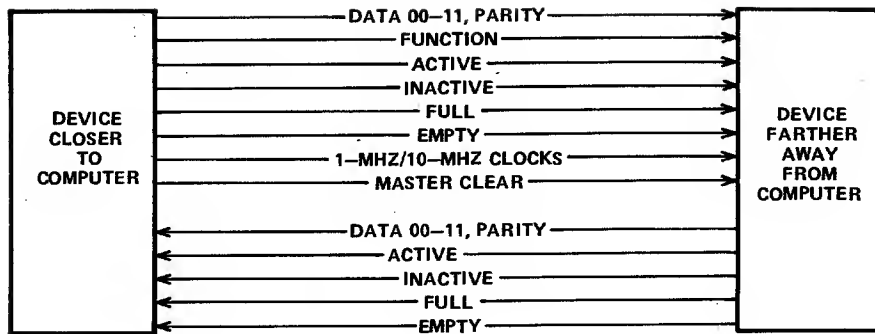 DATA 00–11, PARITY
FUNCTION
ACTIVE
INACTIVE
FULL
EMPTY
1–MHZ/10–MHZ CLOCKS
MASTER CLEAR
DEVICE
CLOSER
TO
COMPUTER
DEVICE
FARTHER
AWAY
FROM
COMPUTER
DATA 00–11, PARITY
ACTIVE
INACTIVE
FULL
EMPTY